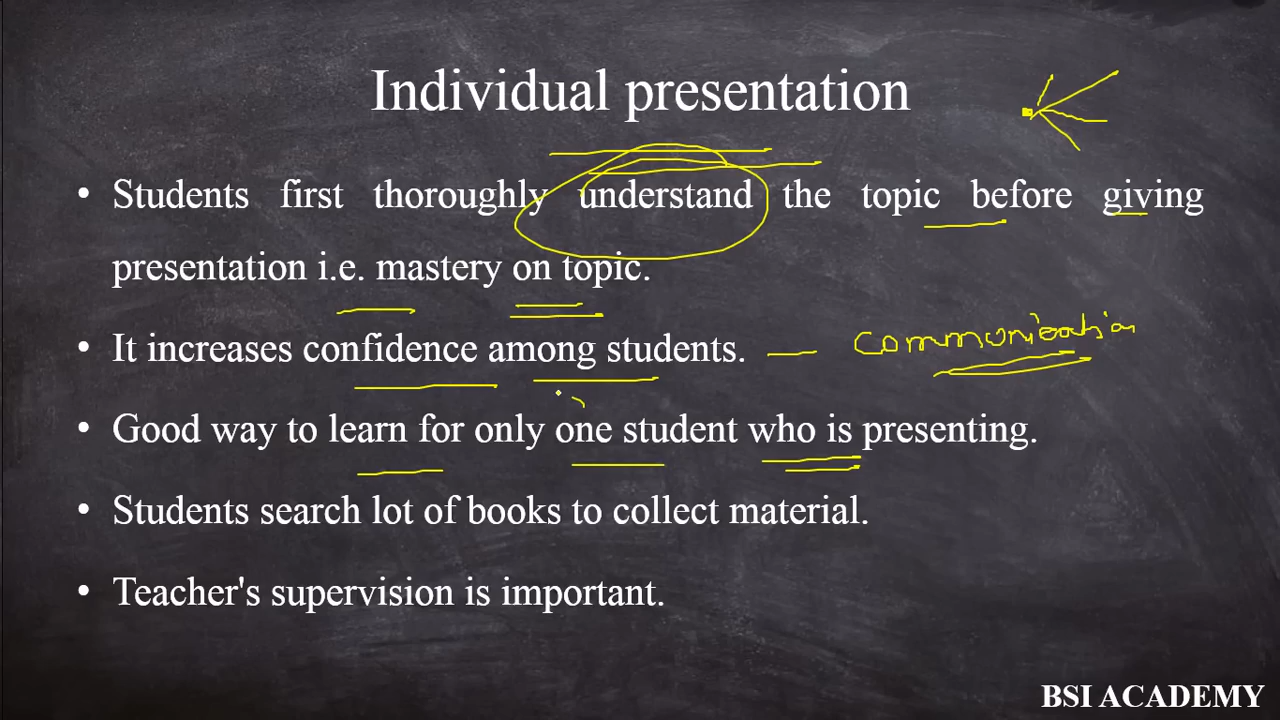 Individual presentation
• Students first thoroughly understand the topic before giving
presentation i.e. mastery on topic.
• It increases confidence among students. — Communication
• Good way to learn for only one student who is presenting.
• Students search lot of books to collect material.
• Teacher's supervision is important.
BSI ACADEMY